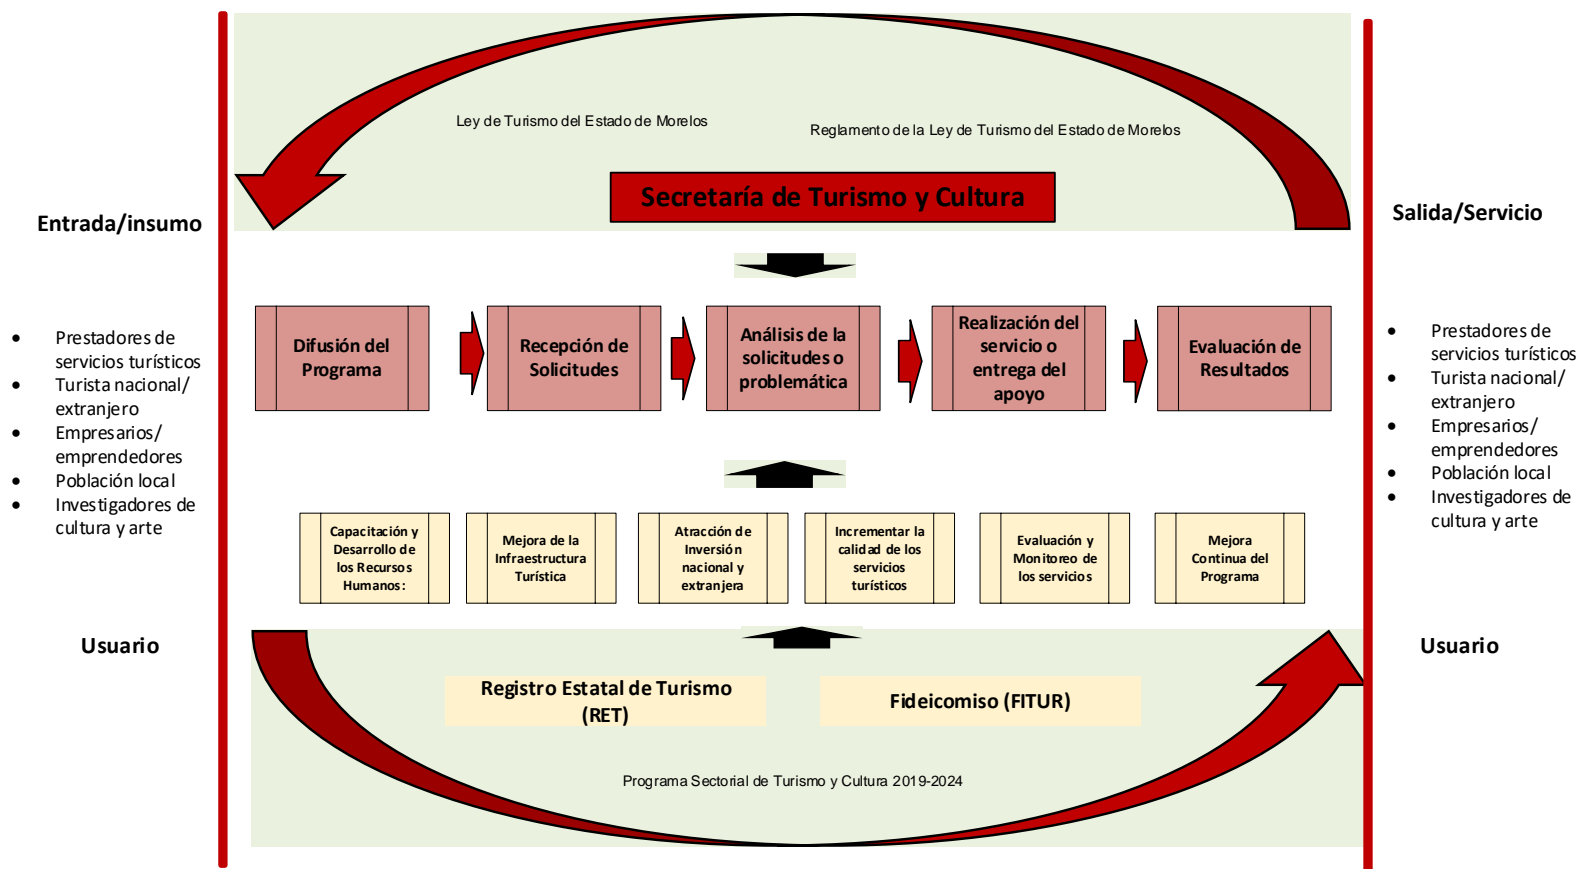 Ley de Turismo del Estado de Morelos
Reglamento de la Ley de Turismo del Estado de Morelos
Secretaría de Turismo y Cultura
Entrada/insumo
Salida/Servicio
• Prestadores de
servicios turísticos
• Turista nacional/
extranjero
• Empresarios/
emprendedores
• Población local
• Investigadores de
cultura y arte
Difusión del
Programa
Recepción de
Solicitudes
Análisis de la
solicitudes o
problemática
Realización del
servicio o
entrega del
apoyo
Evaluación de
Resultados
• Prestadores de
servicios turísticos
• Turista nacional/
extranjero
• Empresarios/
emprendedores
• Población local
• Investigadores de
cultura y arte
Capacitación y
Desarrollo de
los Recursos
Humanos:
Mejora de la
Infraestructura
Turística
Atracción de
Inversión
nacional y
extranjera
Incrementar la
calidad de los
servicios
turísticos
Evaluación y
Monitoreo de
los servicios
Mejora
Continua del
Programa
Usuario
Usuario
Registro Estatal de Turismo
(RET)
Fideicomiso (FITUR)
Programa Sectorial de Turismo y Cultura 2019-2024